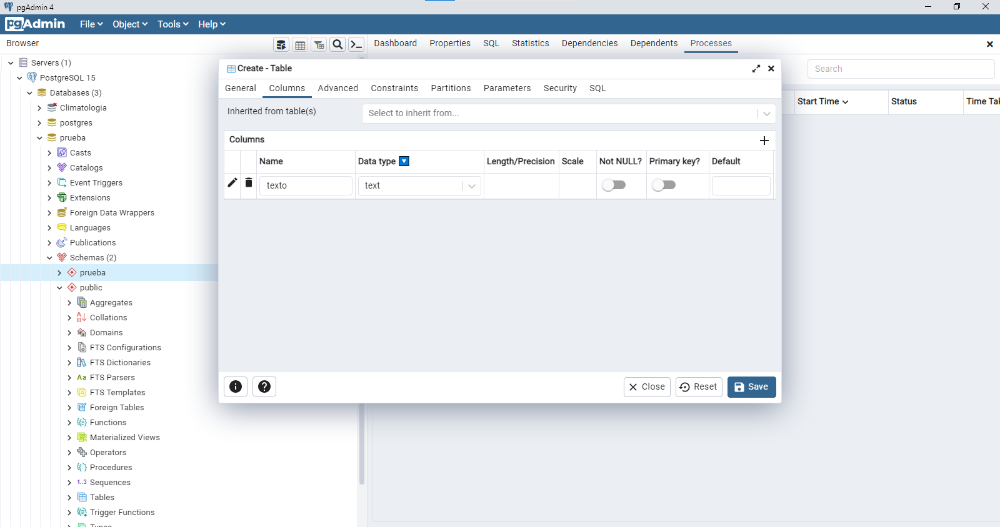 pgAdmin 4
pgAdmin File Object Tools Help
Browser
Dashboard Properties SQL Statistics Dependencies Dependents Processes
Servers (1)
PostgreSQL 15
Databases (3)
Climatologia
postgres
prueba
Casts
Catalogs
Event Triggers
Extensions
Foreign Data Wrappers
Languages
Publications
Schemas (2)
prueba
public
Aggregates
Collations
Domains
FTS Configurations
FTS Dictionaries
Aa FTS Parsers
FTS Templates
Foreign Tables
Functions
Materialized Views
Operators
Procedures
1..3 Sequences
Tables
Trigger Functions
Create - Table
General Columns Advanced Constraints Partitions Parameters Security SQL
Inherited from table(s) Select to inherit from...
Columns
Name Data type Length/Precision Scale Not NULL? Primary key? Default
texto text
Close Reset Save
Search
Start Time Status Time Tak